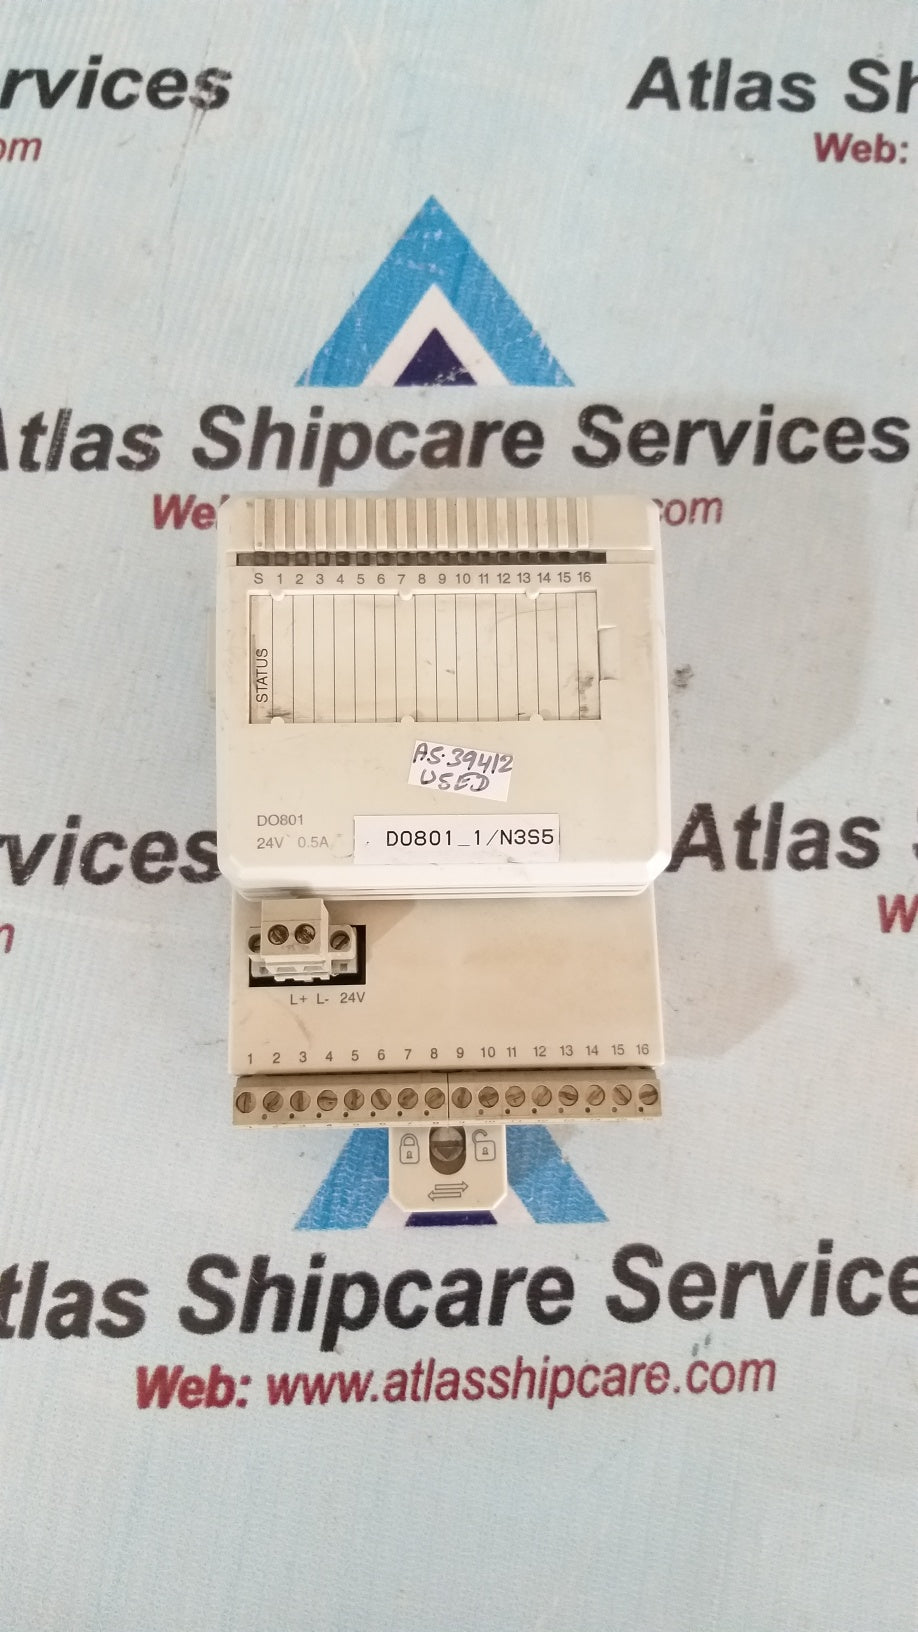 rvices
om
Atlas Sh
Web:
Atlas Shipcare Services
We
com
S 1 2 3 4 5 6 7 8 9 10 11 12 13 14 15 16
STATUS
AS.39412
USED
DO801
24V 0.5A
DO801_1/N3S5
rvices
Atlas
m
W
L+ L- 24V
1 2 3 4 5 6 7 8 9 10 11 12 13 14 15 16
tlas Shipcare Service
Web: www.atlasshipcare.com